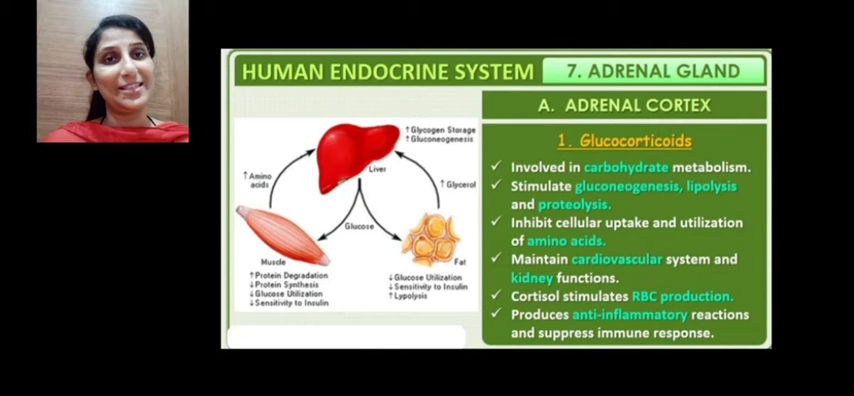 HUMAN ENDOCRINE SYSTEM
7. ADRENAL GLAND
A. ADRENAL CORTEX
↑ Glycogen Storage
↑ Gluconeogenesis
Liver
↑ Amino
acids
↑ Glycerol
Glucose
Muscle
↑ Protein Degradation
↓ Protein Synthesis
↓ Glucose Utilization
↓ Sensitivity to Insulin
Fat
↓ Glucose Utilization
↓ Sensitivity to Insulin
↑ Lypolysis
1. Glucocorticoids
✓ Involved in carbohydrate metabolism.
✓ Stimulate gluconeogenesis, lipolysis
and proteolysis.
✓ Inhibit cellular uptake and utilization
of amino acids.
✓ Maintain cardiovascular system and
kidney functions.
✓ Cortisol stimulates RBC production.
✓ Produces anti-inflammatory reactions
and suppress immune response.